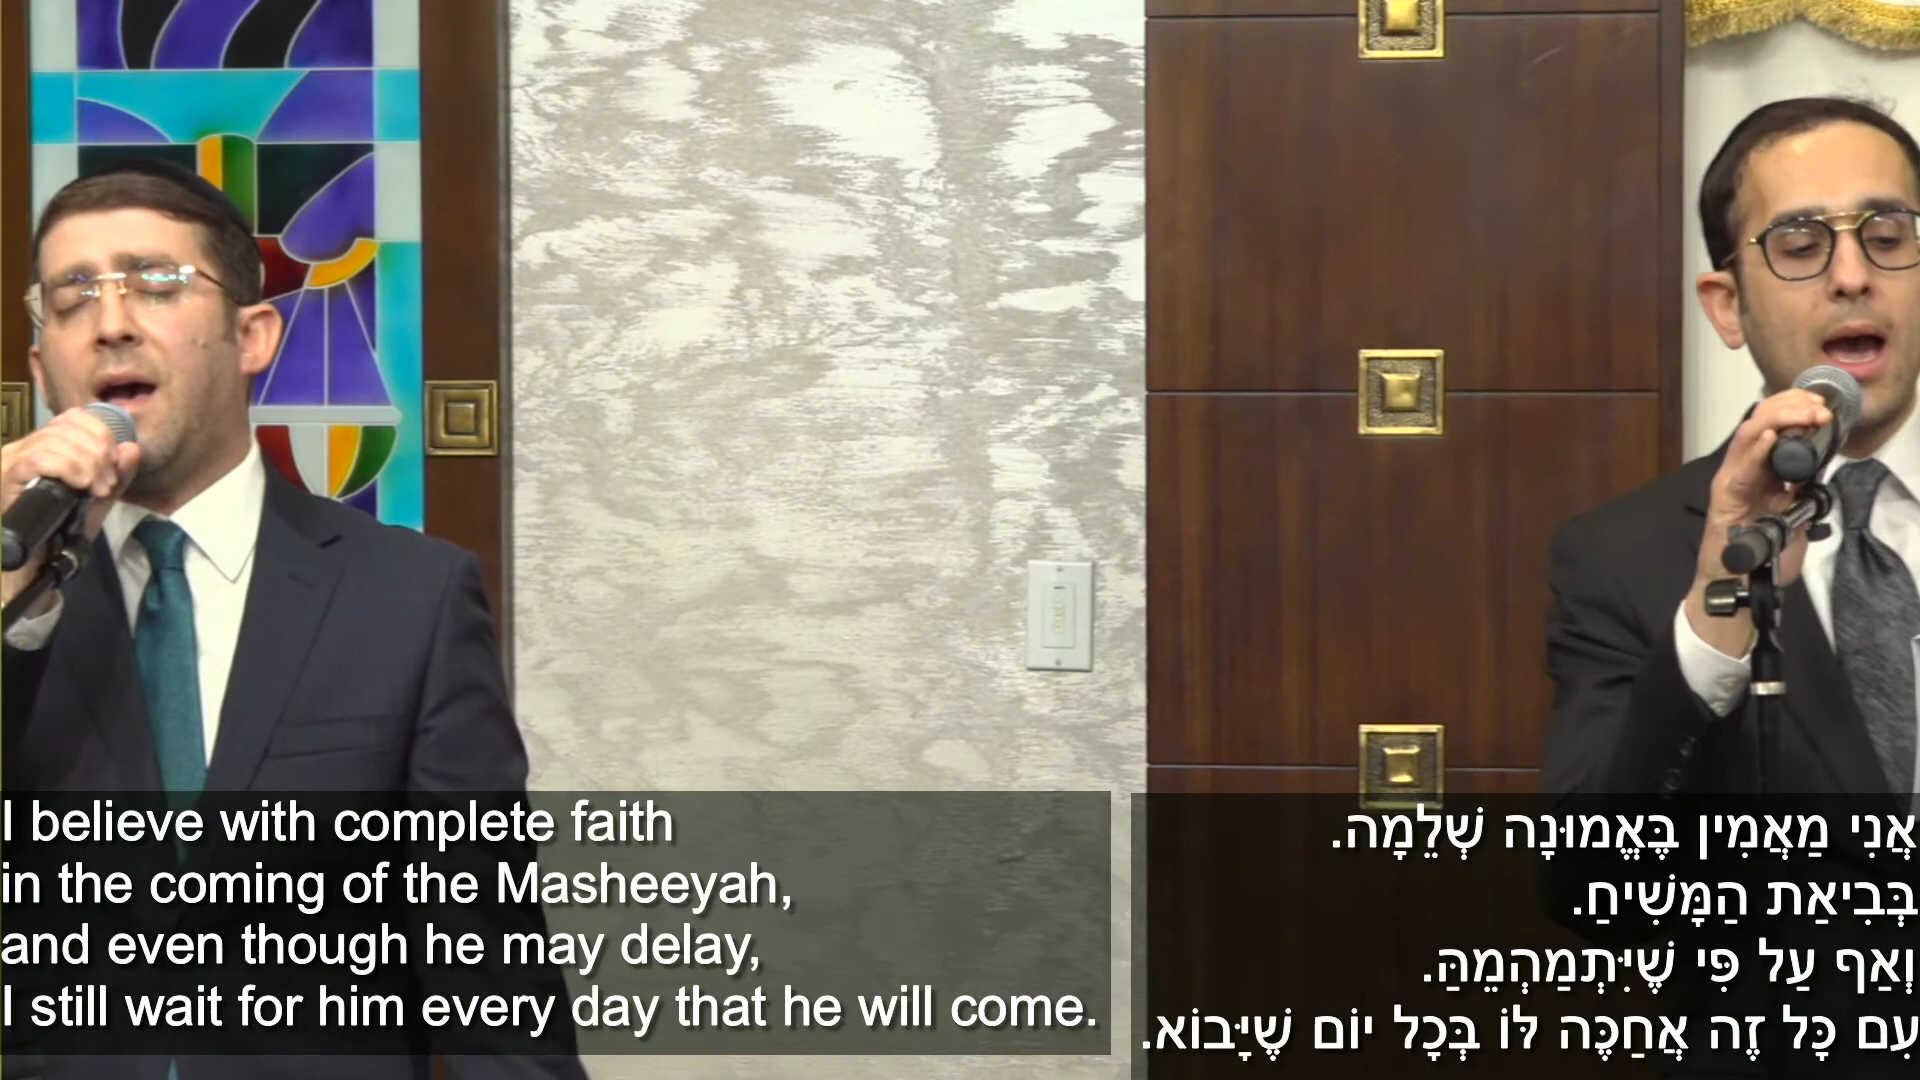 I believe with complete faith
in the coming of the Masheeyah,
and even though he may delay,
I still wait for him every day that he will come.
אֲנִי מַאֲמִין בֶּאֱמוּנָה שְׁלֵמָה.
בְּבִיאַת הַמָּשִׁיחַ.
וְאַף עַל פִּי שֶׁיִּתְמַהְמֵהַּ.
עִם כָּל זֶה אֲחַכֶּה לּוֹ בְּכָל יוֹם שֶׁיָּבוֹא.